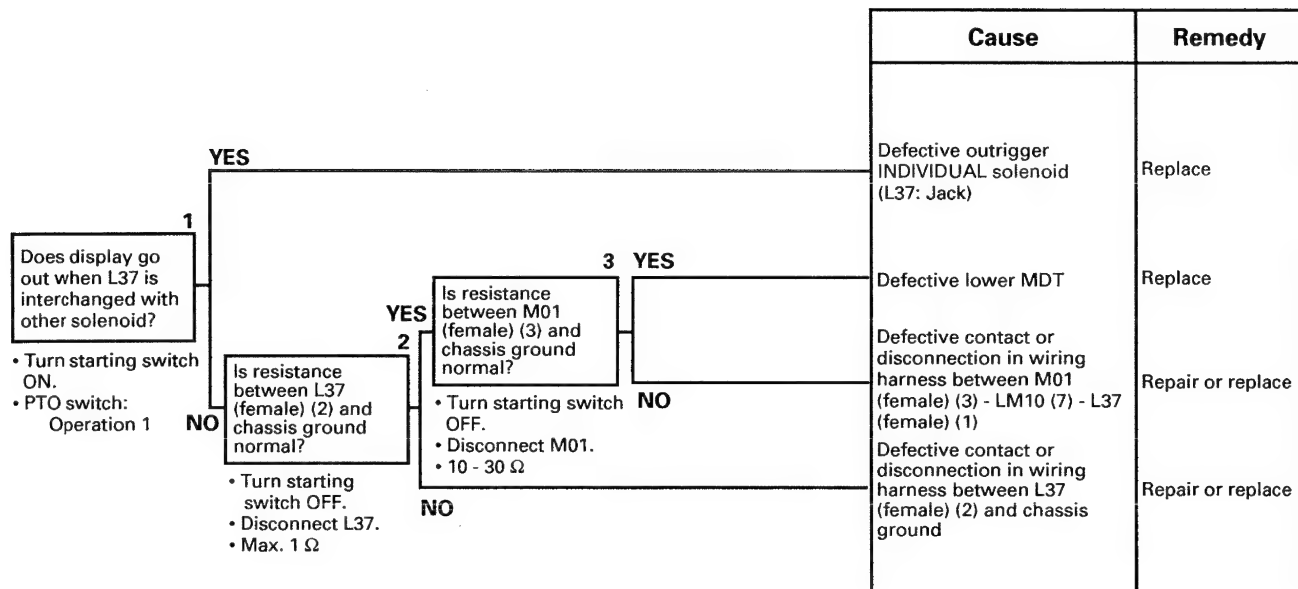 Cause
Remedy
YES
Defective outrigger
INDIVIDUAL solenoid
(L37: Jack)
Replace
1
Does display go
out when L37 is
interchanged with
other solenoid?
• Turn starting switch
ON.
• PTO switch:
Operation 1
NO
2
Is resistance
between L37
(female) (2) and
chassis ground
normal?
• Turn starting
switch OFF.
• Disconnect L37.
• Max. 1 Ω
YES
3
Is resistance
between M01
(female) (3) and
chassis ground
normal?
• Turn starting switch
OFF.
• Disconnect M01.
• 10 - 30 Ω
YES
Defective lower MDT
Replace
NO
Defective contact or
disconnection in wiring
harness between M01
(female) (3) - LM10 (7) - L37
(female) (1)
Repair or replace
NO
Defective contact or
disconnection in wiring
harness between L37
(female) (2) and chassis
ground
Repair or replace